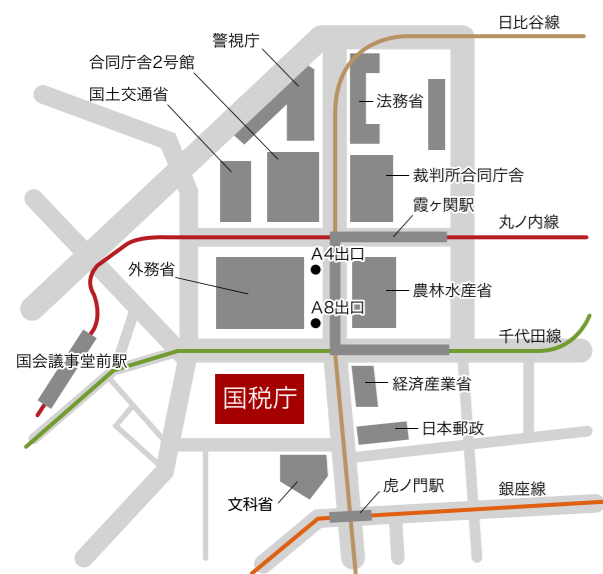 日比谷線
警視庁
合同庁舎2号館
国土交通省
法務省
裁判所合同庁舎
霞ヶ関駅
丸ノ内線
A4出口
外務省
農林水産省
A8出口
千代田線
国会議事堂前駅
経済産業省
国税庁
日本郵政
虎ノ門駅
銀座線
文科省